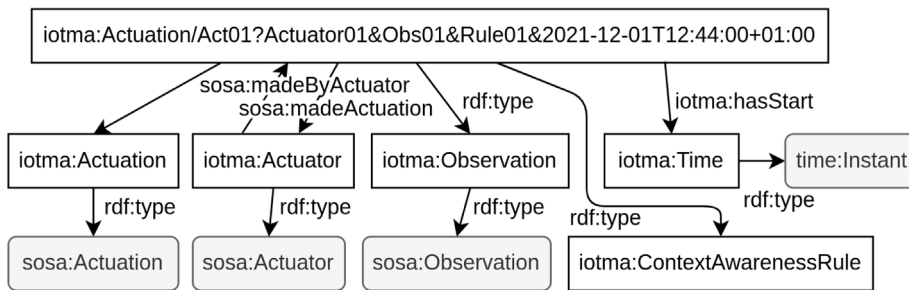 iotma:Actuation/Act01?Actuator01&Obs01&Rule01&2021-12-01T12:44:00+01:00
sosa:madeByActuator
sosa:madeActuation
rdf:type
iotma:hasStart
iotma:Actuation
iotma:Actuator
iotma:Observation
iotma:Time
time:Instant
rdf:type
rdf:type
rdf:type
rdf:type
rdf:type
sosa:Actuation
sosa:Actuator
sosa:Observation
iotma:ContextAwarenessRule